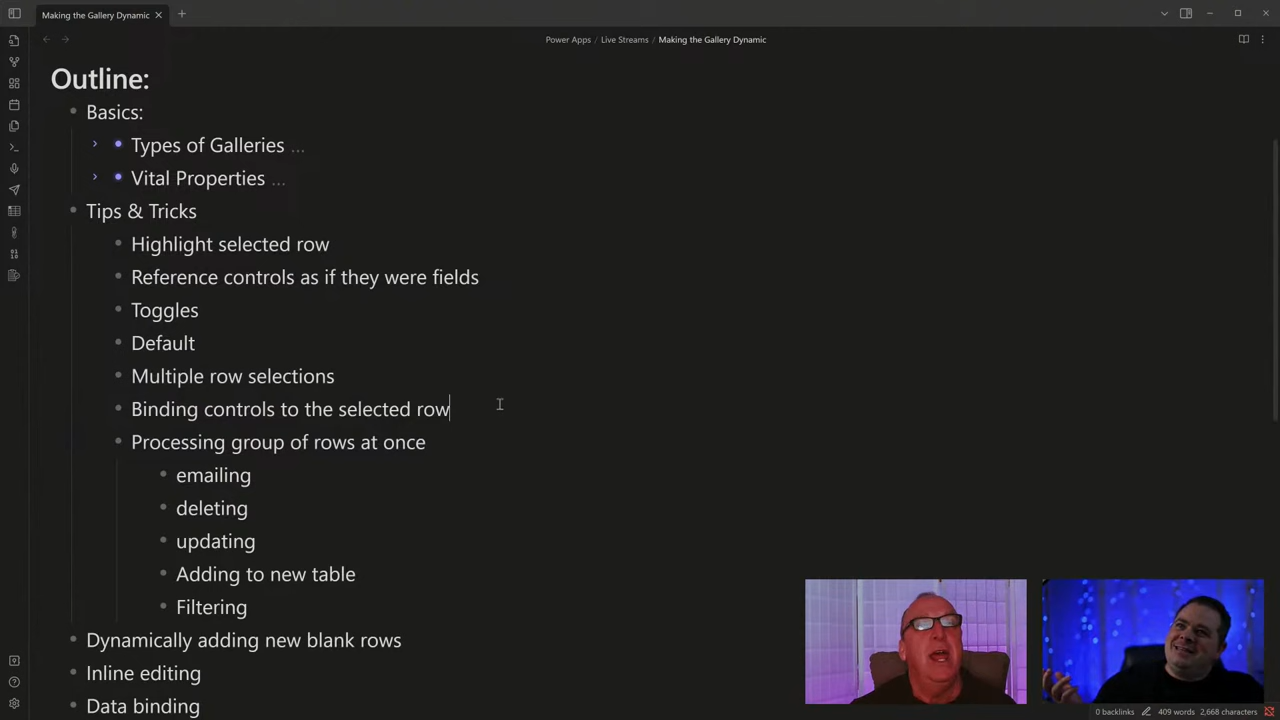 Making the Gallery Dynamic
Power Apps / Live Streams / Making the Gallery Dynamic
Outline:
Basics:
Types of Galleries ...
Vital Properties ...
Tips & Tricks
Highlight selected row
Reference controls as if they were fields
Toggles
Default
Multiple row selections
Binding controls to the selected row
Processing group of rows at once
emailing
deleting
updating
Adding to new table
Filtering
Dynamically adding new blank rows
Inline editing
Data binding
0 backlinks 409 words 2,668 characters